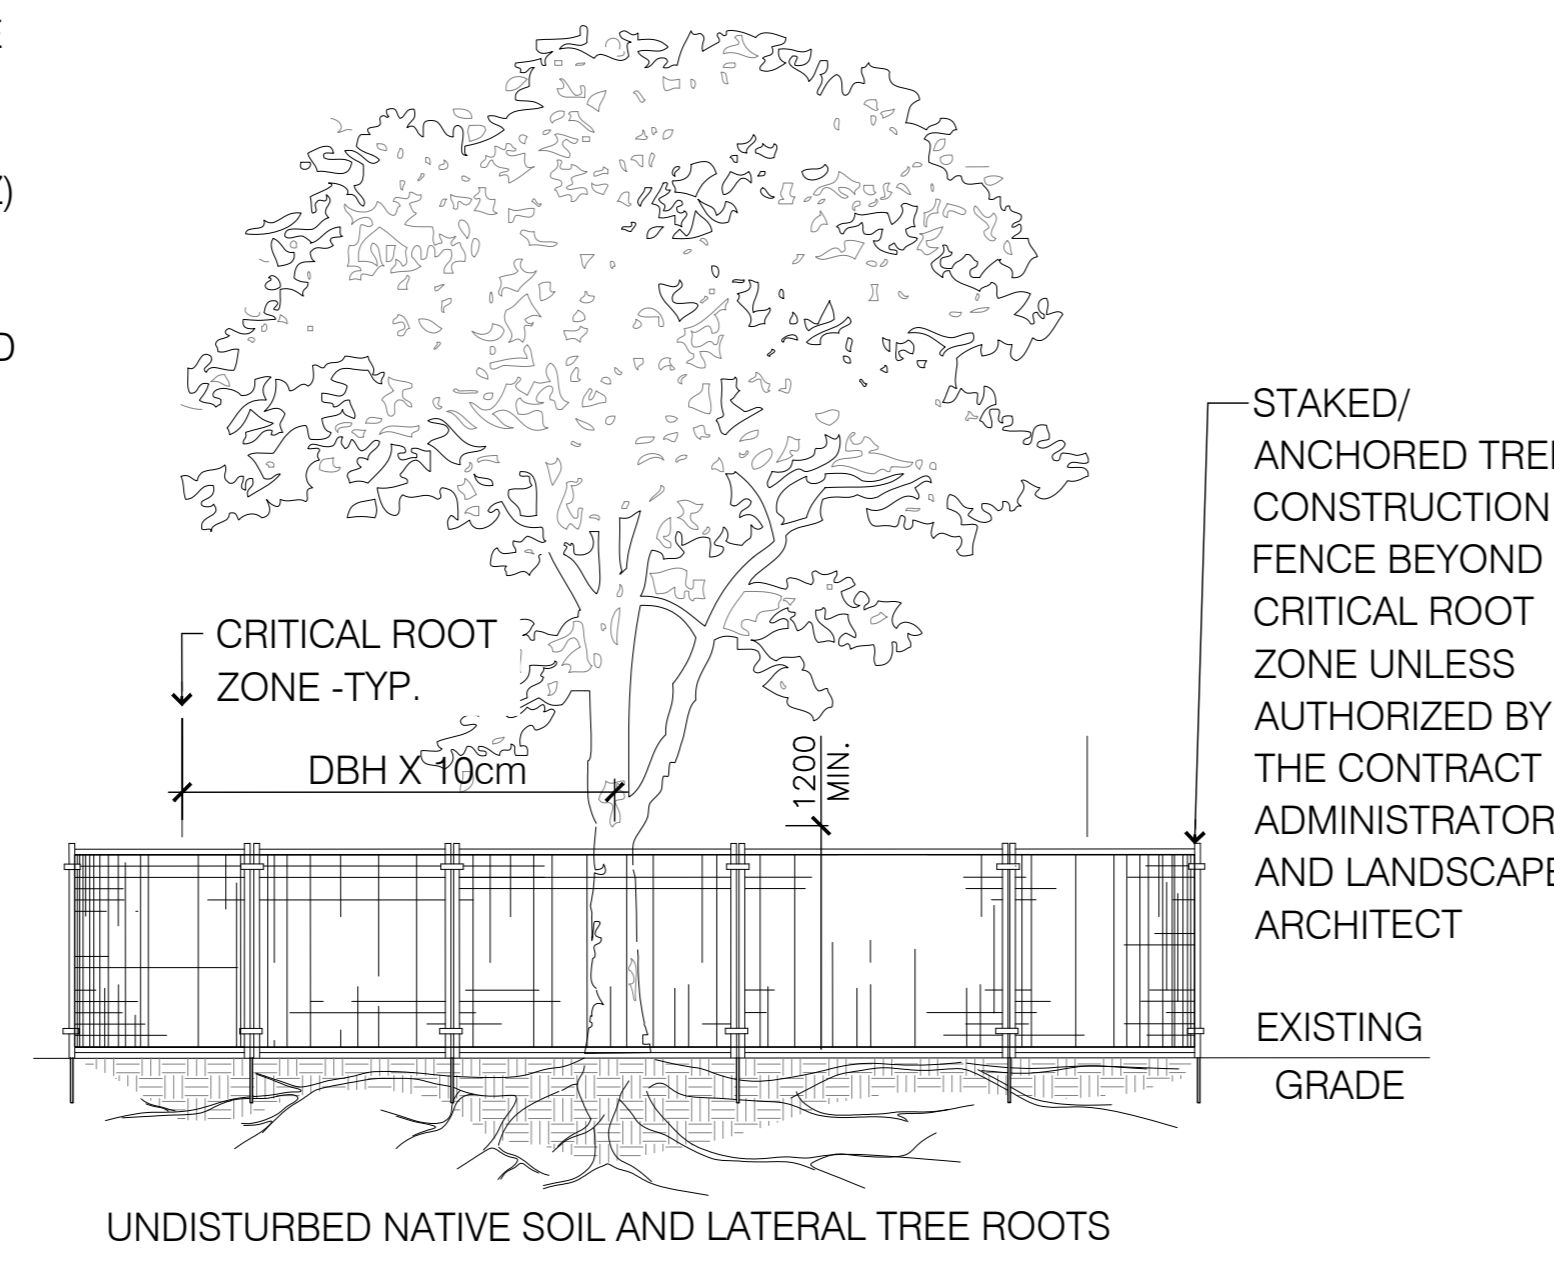 STAKED/
ANCHORED TREE
CONSTRUCTION
FENCE BEYOND
CRITICAL ROOT
ZONE UNLESS
AUTHORIZED BY
THE CONTRACT
ADMINISTRATOR
AND LANDSCAPE
ARCHITECT
CRITICAL ROOT
ZONE -TYP.
DBH X 10cm
1200
MIN.
EXISTING
GRADE
UNDISTURBED NATIVE SOIL AND LATERAL TREE ROOTS